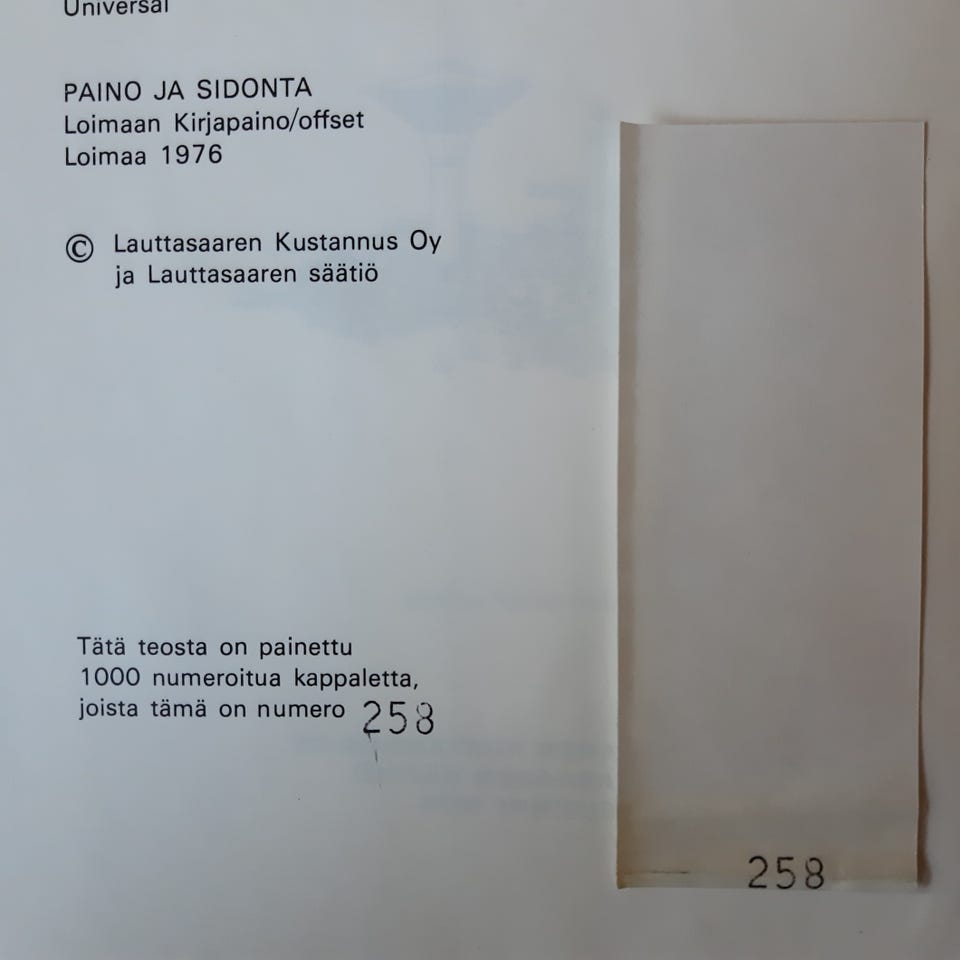 Universal
PAINO JA SIDONTA
Loimaan Kirjapaino/offset
Loimaa 1976
© Lauttasaaren Kustannus Oy
ja Lauttasaaren säätiö
Tätä teosta on painettu
1000 numeroitua kappaletta,
joista tämä on numero 258
258